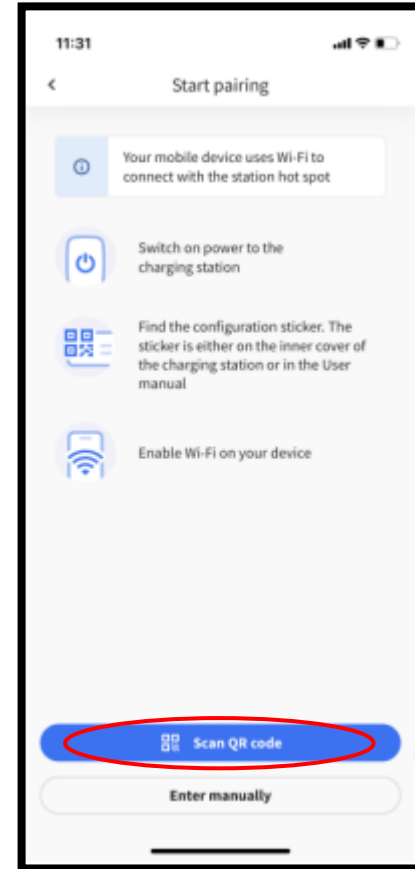 11:31
Start pairing
Your mobile device uses Wi-Fi to
connect with the station hot spot
Switch on power to the
charging station
Find the configuration sticker. The
sticker is either on the inner cover of
the charging station or in the User
manual
Enable Wi-Fi on your device
Scan QR code
Enter manually